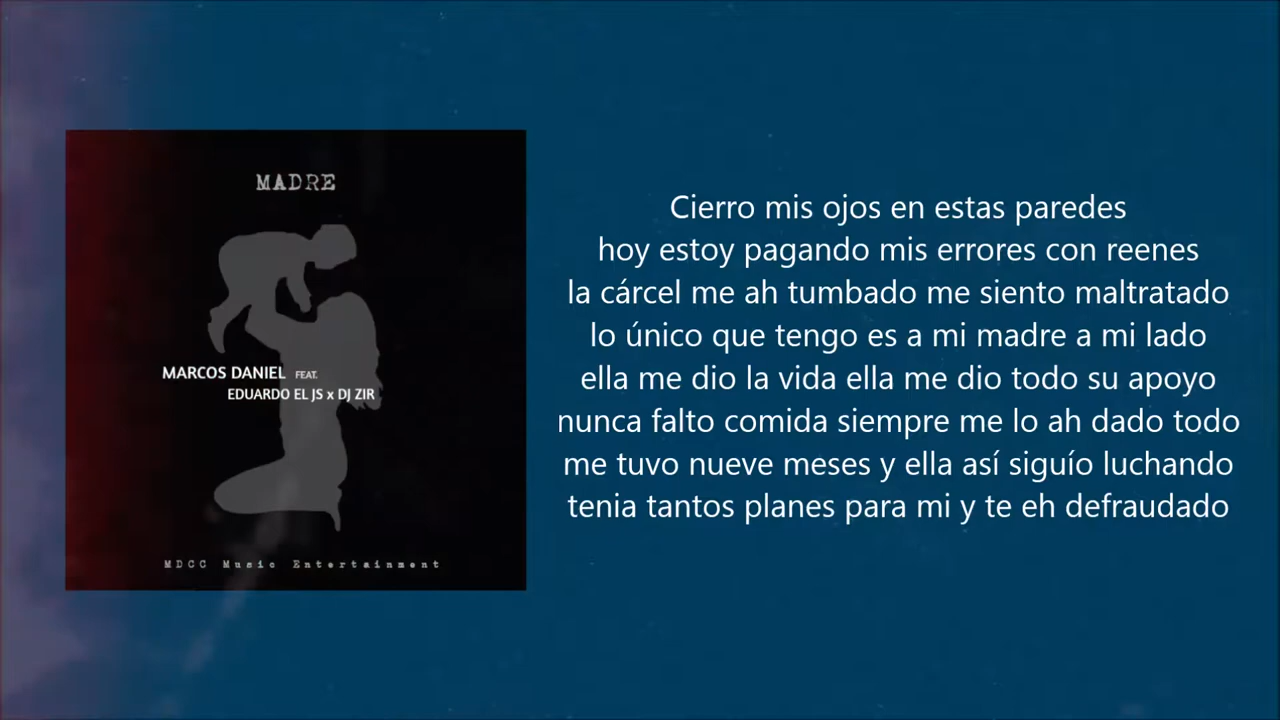 MADRE
MARCOS DANIEL FEAT.
EDUARDO EL JS x DJ ZIR
MDCC Music Entertainment
Cierro mis ojos en estas paredes
hoy estoy pagando mis errores con reenes
la cárcel me ah tumbado me siento maltratado
lo único que tengo es a mi madre a mi lado
ella me dio la vida ella me dio todo su apoyo
nunca falto comida siempre me lo ah dado todo
me tuvo nueve meses y ella así siguío luchando
tenia tantos planes para mi y te eh defraudado